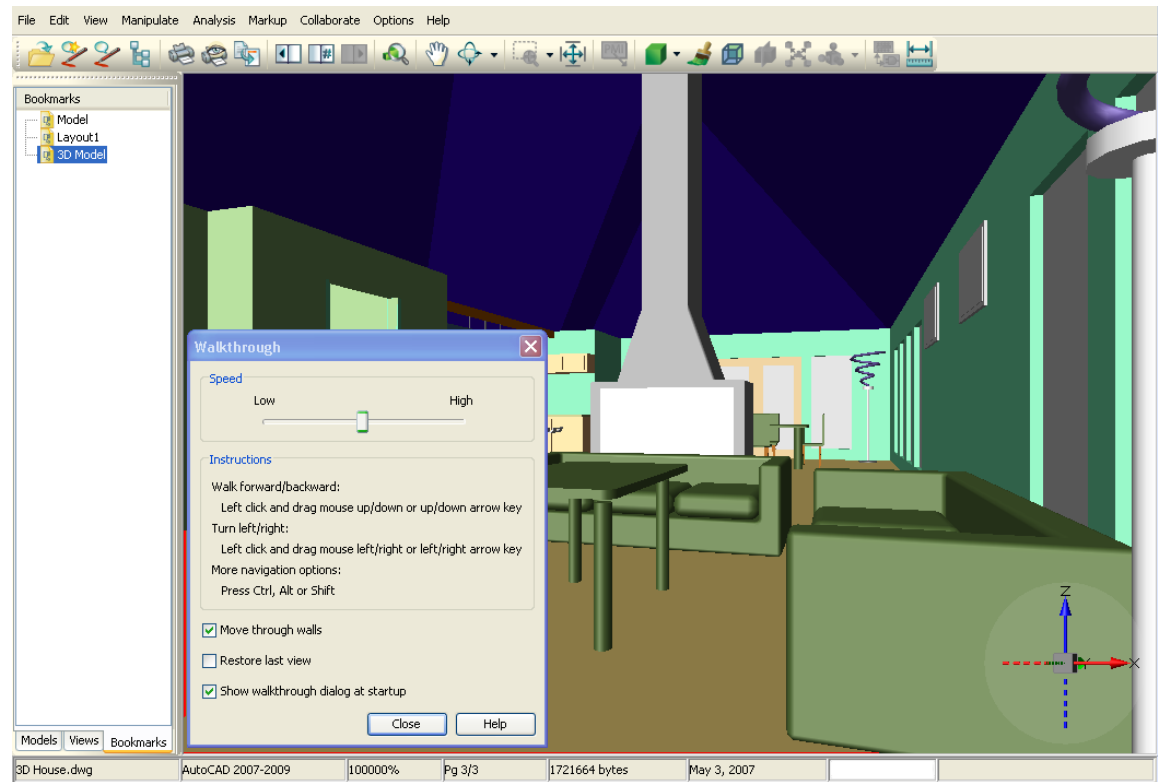 File Edit View Manipulate Analysis Markup Collaborate Options Help
#
PMI
Bookmarks
Model
Layout1
3D Model
Walkthrough
Speed
Low High
Instructions
Walk forward/backward:
Left click and drag mouse up/down or up/down arrow key
Turn left/right:
Left click and drag mouse left/right or left/right arrow key
More navigation options:
Press Ctrl, Alt or Shift
Move through walls
Restore last view
Show walkthrough dialog at startup
Close Help
Z
Y X
Models Views Bookmarks
3D House.dwg AutoCAD 2007-2009 100000% Pg 3/3 1721664 bytes May 3, 2007